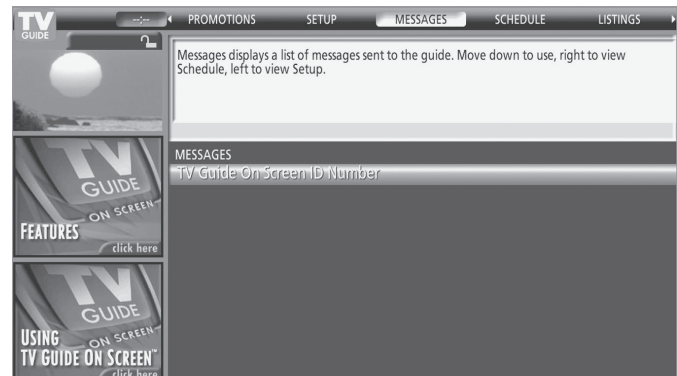 TV
GUIDE
--:-- PROMOTIONS SETUP MESSAGES SCHEDULE LISTINGS
Messages displays a list of messages sent to the guide. Move down to use, right to view
Schedule, left to view Setup.
MESSAGES
TV Guide On Screen ID Number
TV
GUIDE
ON SCREEN
FEATURES
click here
TV
GUIDE
ON SCREEN
USING
TV GUIDE ON SCREEN™
click here